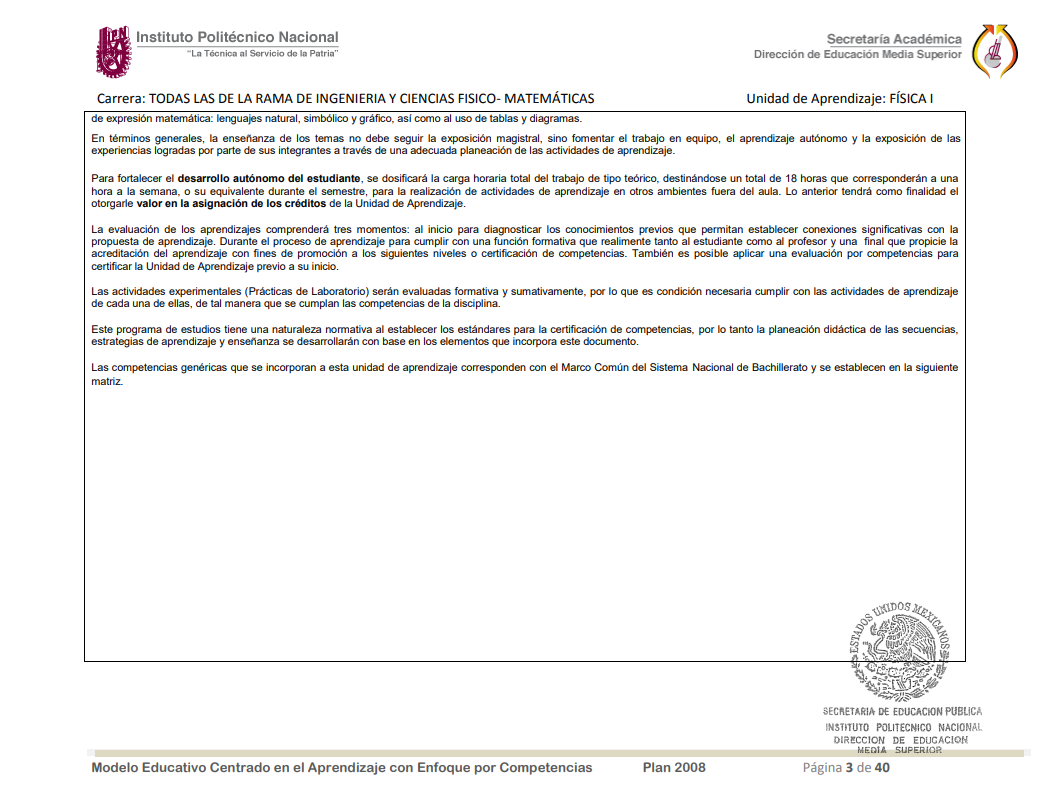 Instituto Politécnico Nacional
“La Técnica al Servicio de la Patria”
Secretaría Académica
Dirección de Educación Media Superior
Carrera: TODAS LAS DE LA RAMA DE INGENIERIA Y CIENCIAS FISICO- MATEMÁTICAS Unidad de Aprendizaje: FÍSICA I
de expresión matemática: lenguajes natural, simbólico y gráfico, así como al uso de tablas y diagramas.
En términos generales, la enseñanza de los temas no debe seguir la exposición magistral, sino fomentar el trabajo en equipo, el aprendizaje autónomo y la exposición de las
experiencias logradas por parte de sus integrantes a través de una adecuada planeación de las actividades de aprendizaje.
Para fortalecer el desarrollo autónomo del estudiante, se dosificará la carga horaria total del trabajo de tipo teórico, destinándose un total de 18 horas que corresponderán a una
hora a la semana, o su equivalente durante el semestre, para la realización de actividades de aprendizaje en otros ambientes fuera del aula. Lo anterior tendrá como finalidad el
otorgarle valor en la asignación de los créditos de la Unidad de Aprendizaje.
La evaluación de los aprendizajes comprenderá tres momentos: al inicio para diagnosticar los conocimientos previos que permitan establecer conexiones significativas con la
propuesta de aprendizaje. Durante el proceso de aprendizaje para cumplir con una función formativa que realimente tanto al estudiante como al profesor y una final que propicie la
acreditación del aprendizaje con fines de promoción a los siguientes niveles o certificación de competencias. También es posible aplicar una evaluación por competencias para
certificar la Unidad de Aprendizaje previo a su inicio.
Las actividades experimentales (Prácticas de Laboratorio) serán evaluadas formativa y sumativamente, por lo que es condición necesaria cumplir con las actividades de aprendizaje
de cada una de ellas, de tal manera que se cumplan las competencias de la disciplina.
Este programa de estudios tiene una naturaleza normativa al establecer los estándares para la certificación de competencias, por lo tanto la planeación didáctica de las secuencias,
estrategias de aprendizaje y enseñanza se desarrollarán con base en los elementos que incorpora este documento.
Las competencias genéricas que se incorporan a esta unidad de aprendizaje corresponden con el Marco Común del Sistema Nacional de Bachillerato y se establecen en la siguiente
matriz.
ESTADOS UNIDOS MEXICANOS
SECRETARIA DE EDUCACION PUBLICA
INSTITUTO POLITECNICO NACIONAL
DIRECCION DE EDUCACION
MEDIA SUPERIOR
Modelo Educativo Centrado en el Aprendizaje con Enfoque por Competencias Plan 2008 Página 3 de 40